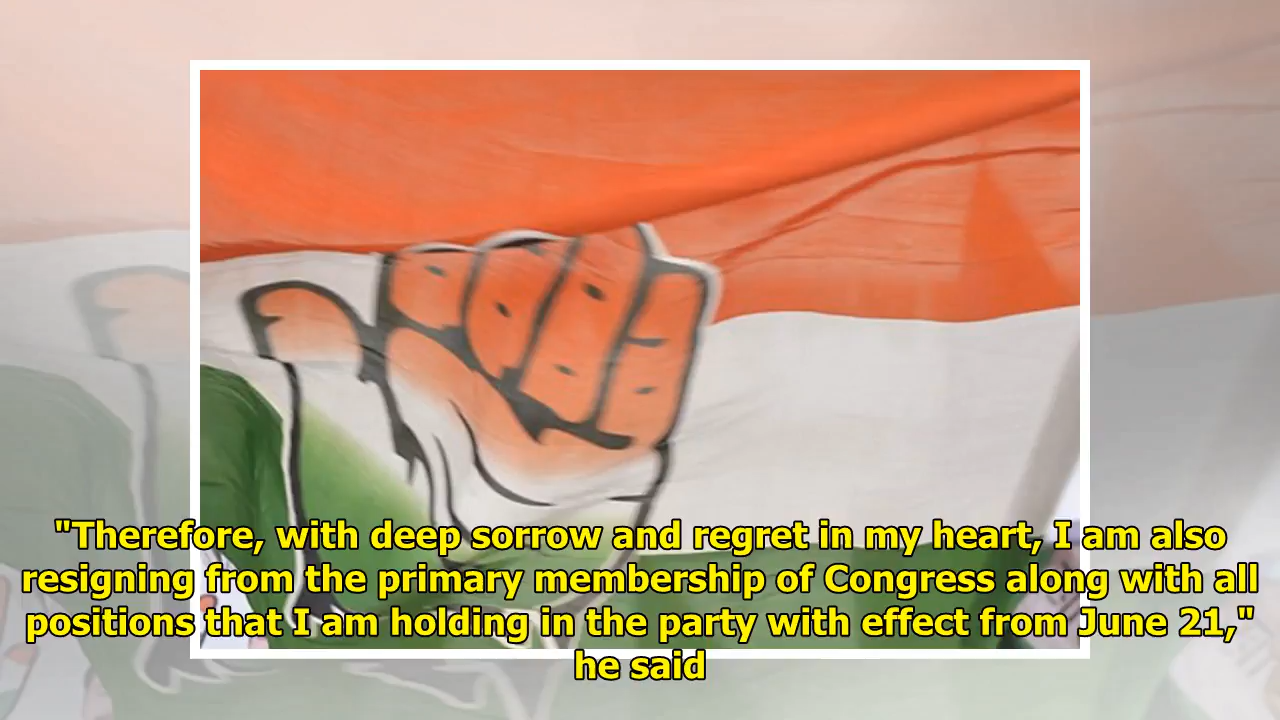 "Therefore, with deep sorrow and regret in my heart, I am also
resigning from the primary membership of Congress along with all
positions that I am holding in the party with effect from June 21,"
he said